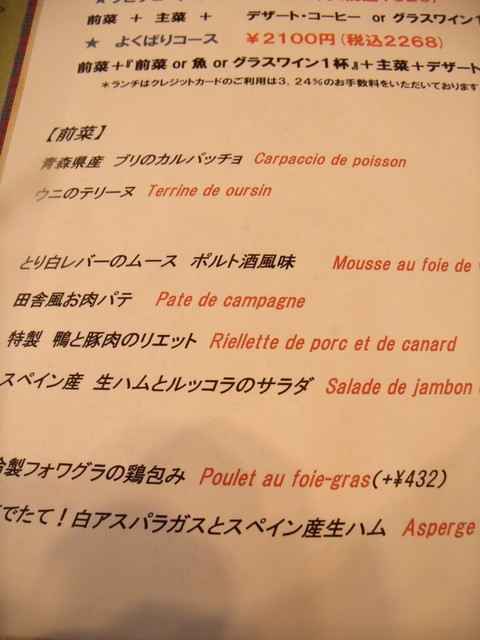 前菜 ＋ 主菜 ＋ デザート・コーヒー or グラスワイン1
★ よくばりコース ￥2100円(税込2268)
前菜＋『前菜 or 魚 or グラスワイン１杯』＋主菜＋デザート
＊ランチはクレジットカードのご利用は3，24％のお手数料をいただいております
【前菜】
青森県産 ブリのカルパッチョ Carpaccio de poisson
ウニのテリーヌ Terrine de oursin
とり白レバーのムース ポルト酒風味 Mousse au foie de
田舎風お肉パテ Pate de campagne
特製 鴨と豚肉のリエット Riellette de porc et de canard
スペイン産 生ハムとルッコラのサラダ Salade de jambon
製フォワグラの鶏包み Poulet au foie-gras(+¥432)
でたて！白アスパラガスとスペイン産生ハム Asperge